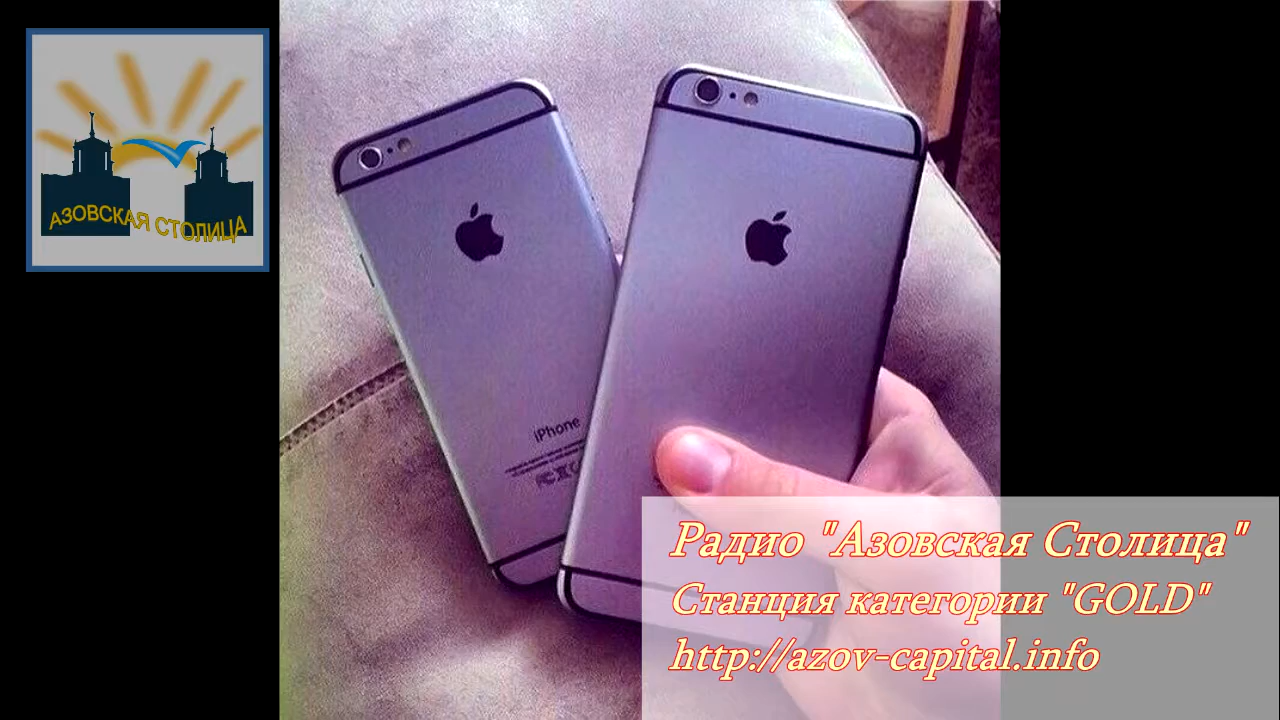 АЗОВСКАЯ СТОЛИЦА
iPhone
Радио "Азовская Столица"
Станция категории "GOLD"
http://azov-capital.info